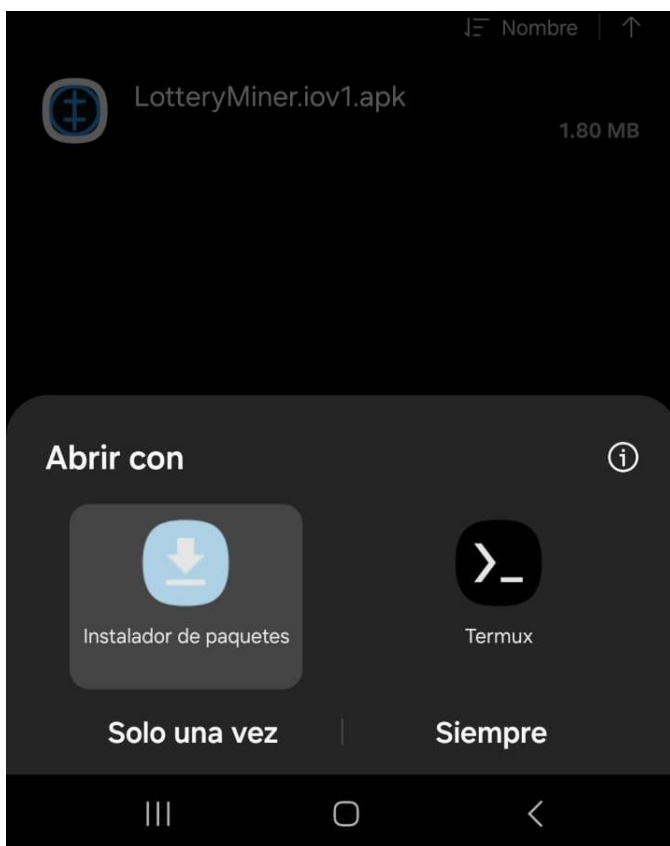 Nombre
LotteryMiner.iov1.apk
1.80 MB
Abrir con
Instalador de paquetes
Termux
Solo una vez
Siempre